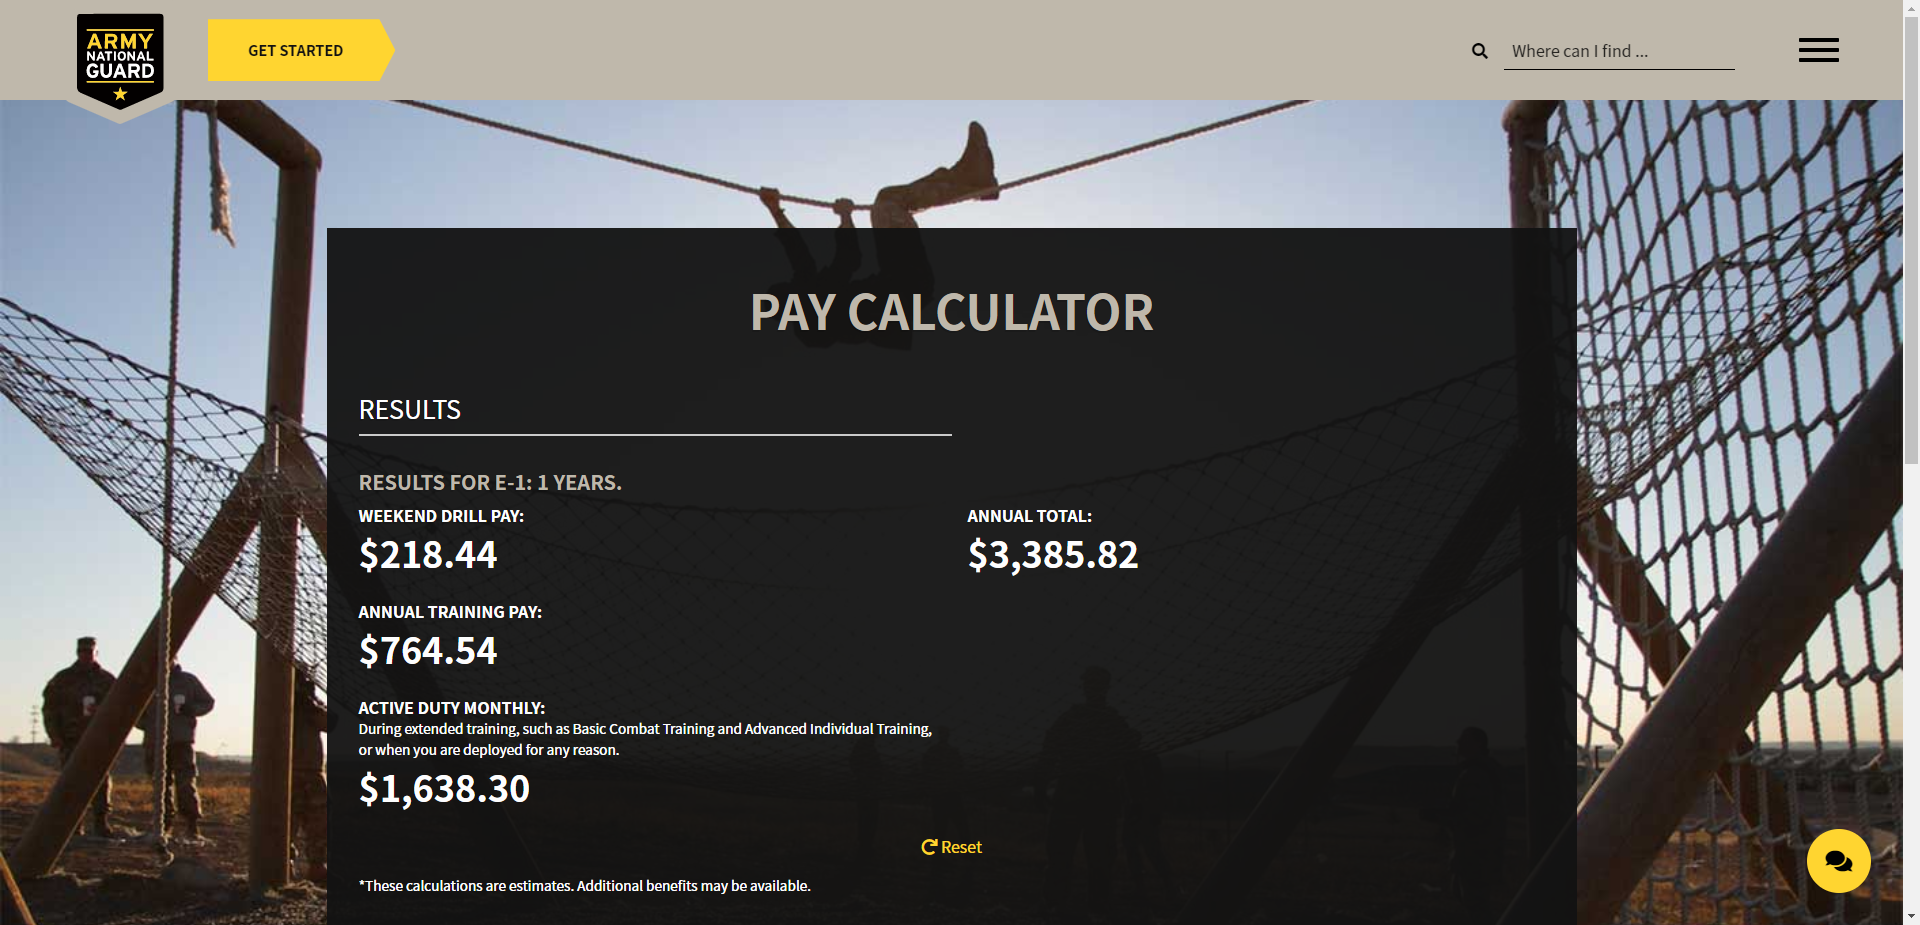 ARMY
NATIONAL
GUARD
GET STARTED
Where can I find ...
PAY CALCULATOR
RESULTS
RESULTS FOR E-1: 1 YEARS.
WEEKEND DRILL PAY:
$218.44
ANNUAL TOTAL:
$3,385.82
ANNUAL TRAINING PAY:
$764.54
ACTIVE DUTY MONTHLY:
During extended training, such as Basic Combat Training and Advanced Individual Training,
or when you are deployed for any reason.
$1,638.30
Reset
*These calculations are estimates. Additional benefits may be available.